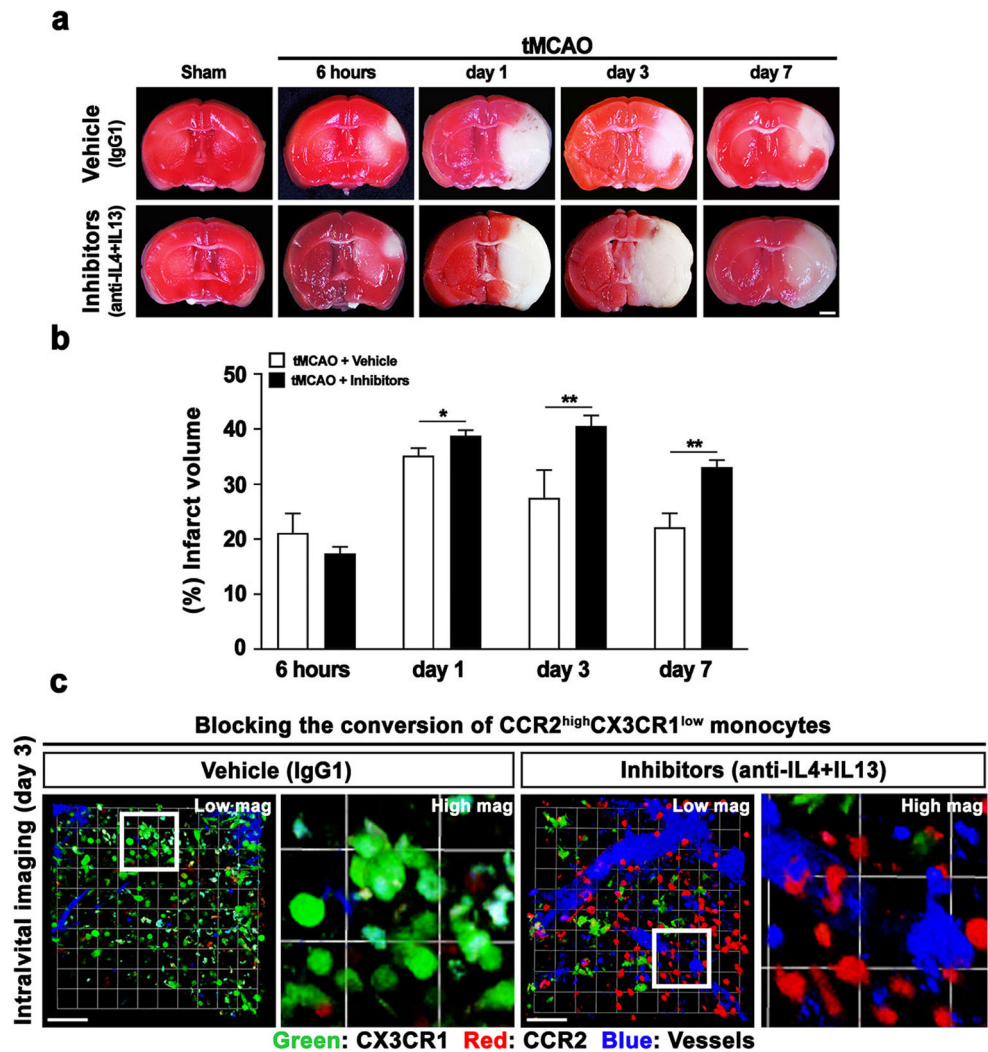 a
tMCAO
Sham 6 hours day 1 day 3 day 7
Vehicle
(IgG1)
Inhibitors
(anti-IL4+IL13)
b
tMCAO + Vehicle
tMCAO + Inhibitors
(%) Infarct volume
50
40
30
20
10
0
* ** **
6 hours day 1 day 3 day 7
c
Blocking the conversion of CCR2highCX3CR1low monocytes
Intralvital imaging (day 3)
Vehicle (IgG1) Inhibitors (anti-IL4+IL13)
Low mag High mag Low mag High mag
Green: CX3CR1 Red: CCR2 Blue: Vessels